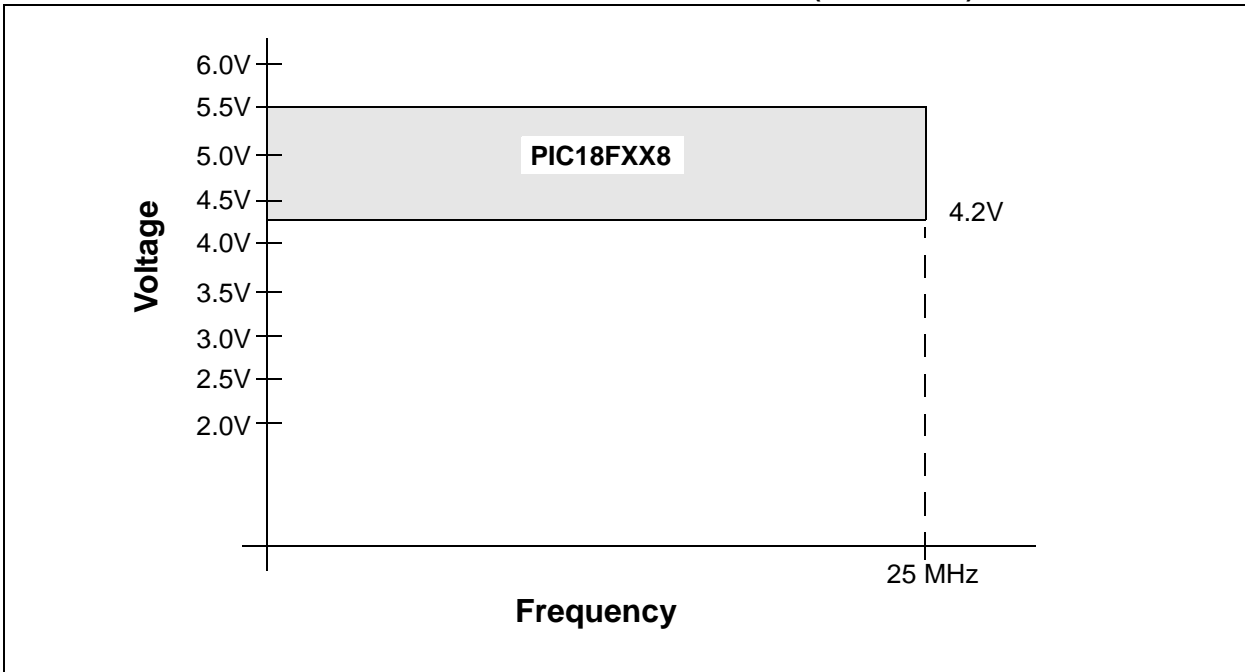 6.0V
5.5V
5.0V
4.5V
4.0V
3.5V
3.0V
2.5V
2.0V
Voltage
PIC18FXX8
4.2V
25 MHz
Frequency